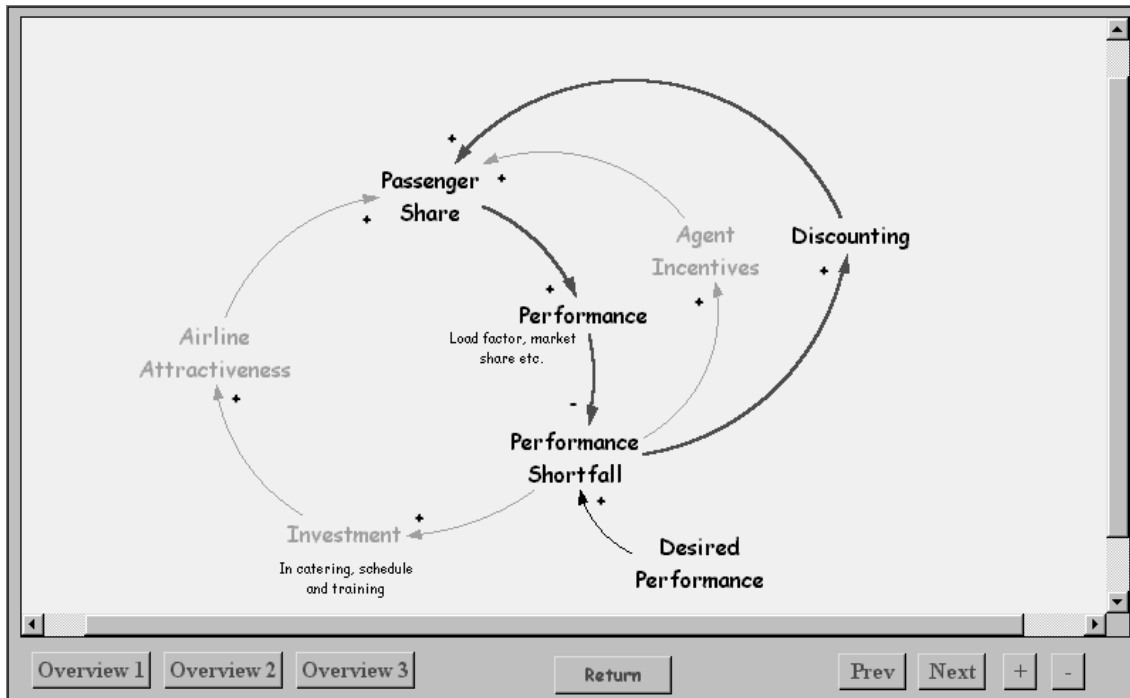 +
Passenger
Share
+
+
Agent
Incentives
Discounting
+
+
+
Performance
Load factor, market
share etc.
Airline
Attractiveness
+
-
Performance
Shortfall
+
+
Investment
In catering, schedule
and training
Desired
Performance
Overview 1
Overview 2
Overview 3
Return
Prev
Next
+
-